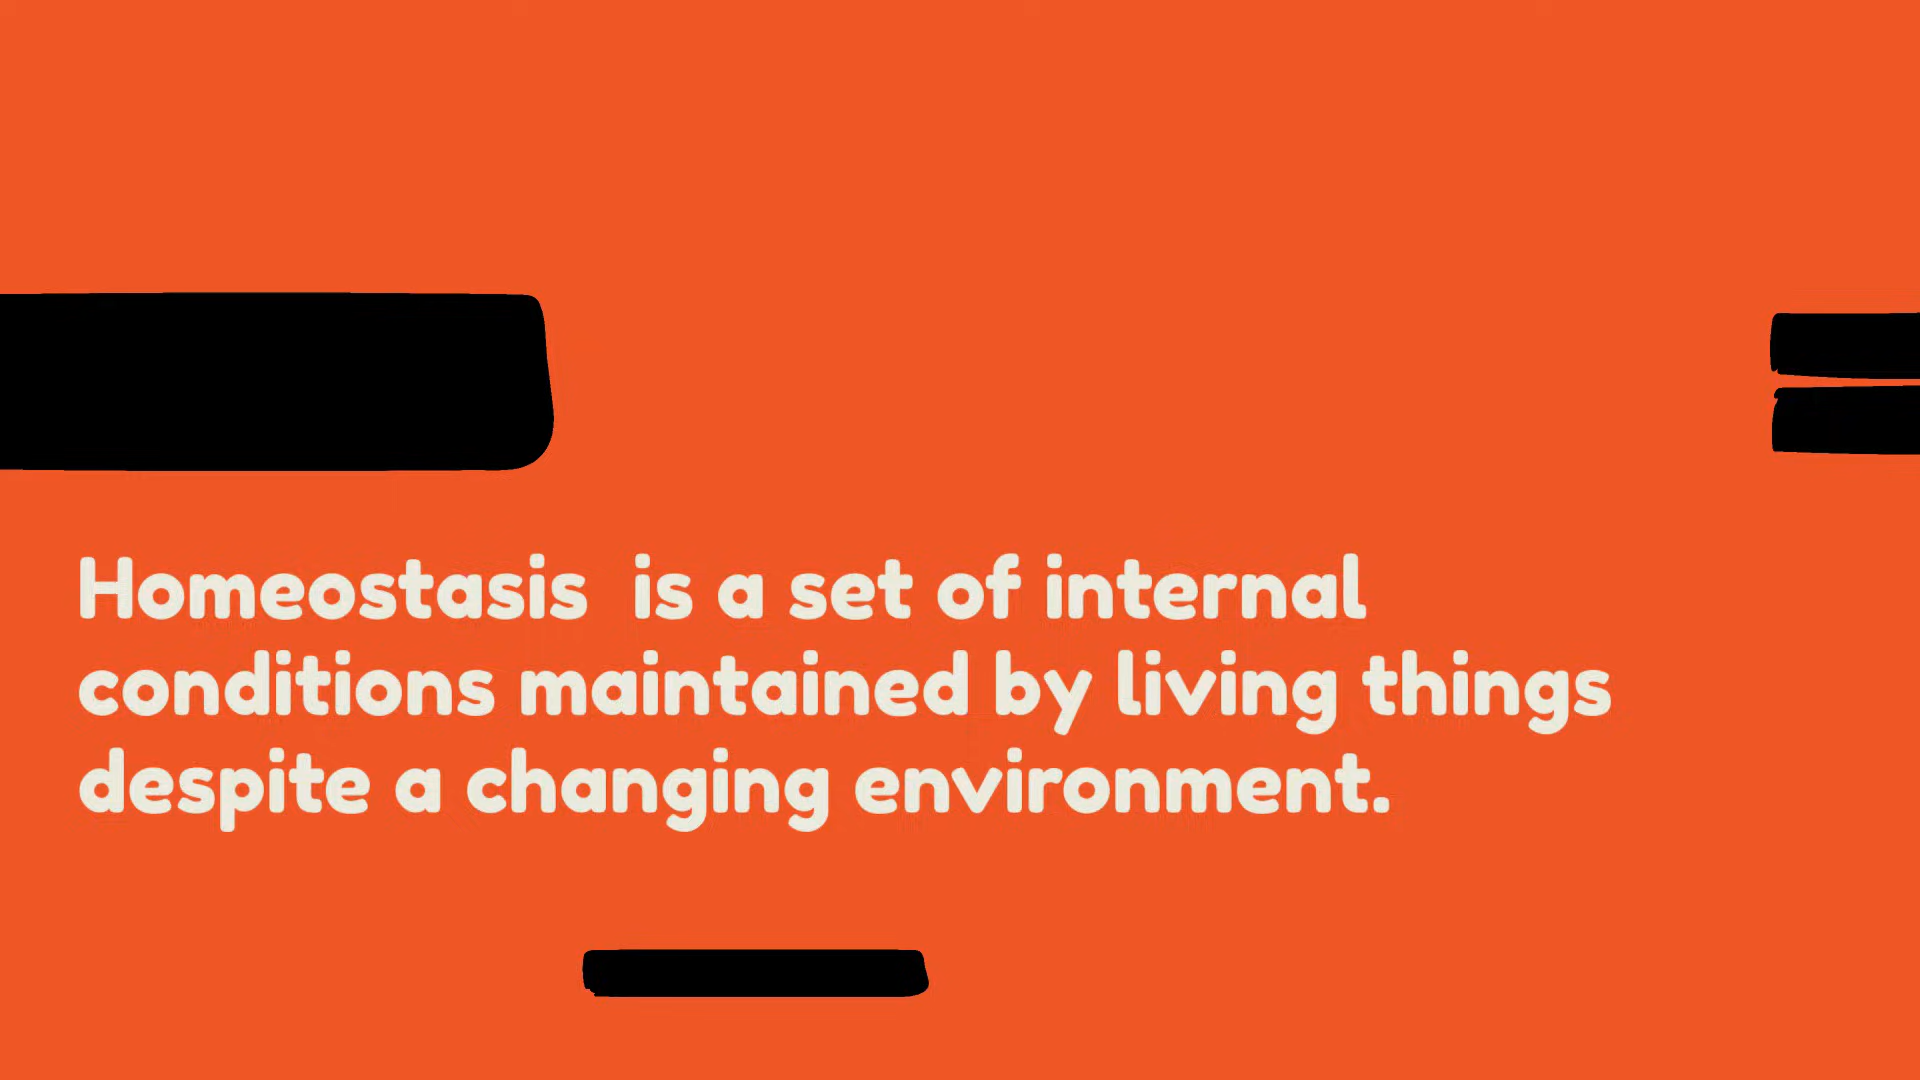 Homeostasis  is a set of internal
conditions maintained by living things
despite a changing environment.